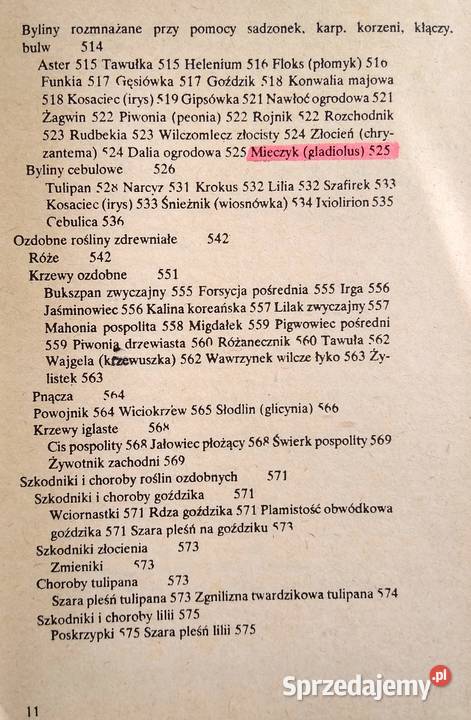 Byliny rozmnażane przy pomocy sadzonek, karp, korzeni, kłączy,
bulw 514
Aster 515 Tawułka 515 Helenium 516 Floks (płomyk) 516
Funkia 517 Gęsiówka 517 Goździk 518 Konwalia majowa
518 Kosaciec (irys) 519 Gipsówka 521 Nawłoć ogrodowa 521
Żagwin 522 Piwonia (peonia) 522 Rojnik 522 Rozchodnik
523 Rudbekia 523 Wilczomlecz złocisty 524 Złocień (chry-
zantema) 524 Dalia ogrodowa 525 Mieczyk (gladiolus) 525
Byliny cebulowe 526
Tulipan 528 Narcyz 531 Krokus 532 Lilia 532 Szafirek 533
Kosaciec (irys) 533 Śnieżnik (wiosnówka) 534 Ixiolirion 535
Cebulica 536
Ozdobne rośliny zdrewniałe 542
Róże 542
Krzewy ozdobne 551
Bukszpan zwyczajny 555 Forsycja pośrednia 555 Irga 556
Jaśminowiec 556 Kalina koreańska 557 Lilak zwyczajny 557
Mahonia pospolita 558 Migdałek 559 Pigwowiec pośredni
559 Piwonia drzewiasta 560 Różanecznik 560 Tawuła 562
Wajgela (krzewuszka) 562 Wawrzynek wilcze łyko 563 Ży-
listek 563
Pnącza 564
Powojnik 564 Wiciokrzew 565 Słodlin (glicynia) 566
Krzewy iglaste 568
Cis pospolity 568 Jałowiec płożący 568 Świerk pospolity 569
Żywotnik zachodni 569
Szkodniki i choroby roślin ozdobnych 571
Szkodniki i choroby goździka 571
Wciornastki 571 Rdza goździka 571 Plamistość obwódkowa
goździka 571 Szara pleśń na goździku 573
Szkodniki złocienia 573
Zmieniki 573
Choroby tulipana 573
Szara pleśń tulipana 573 Zgnilizna twardzikowa tulipana 574
Szkodniki i choroby lilii 575
Poskrzypki 575 Szara pleśń lilii 575
11
Sprzedajemy.pl